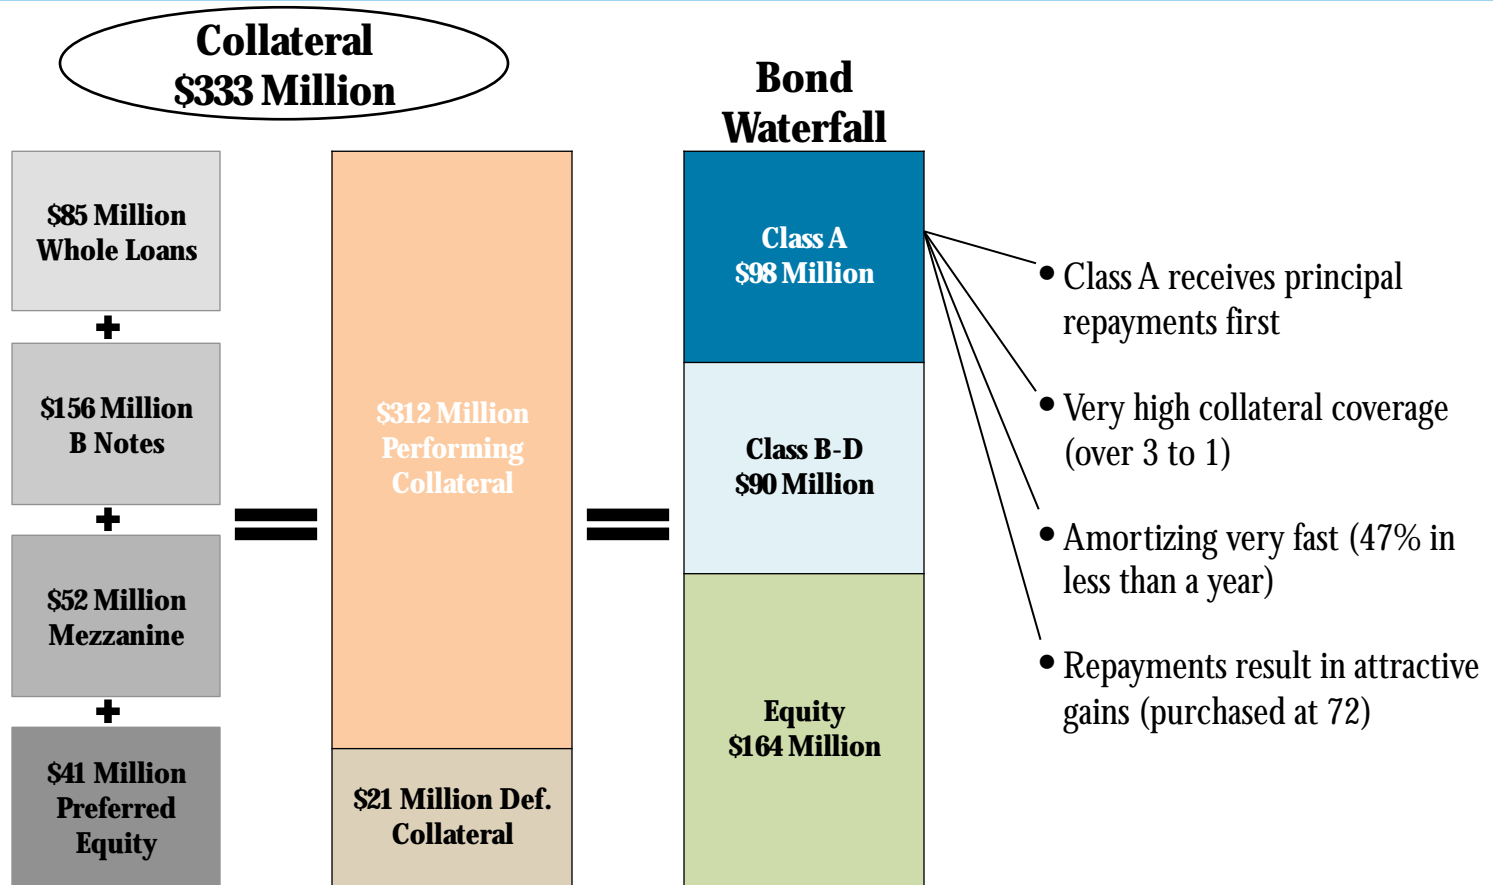 Collateral
$333 Million
Bond
Waterfall
$85 Million
Whole Loans
+
$156 Million
B Notes
+
$52 Million
Mezzanine
+
$41 Million
Preferred
Equity
=
$312 Million
Performing
Collateral
$21 Million Def.
Collateral
=
Class A
$98 Million
Class B-D
$90 Million
Equity
$164 Million
• Class A receives principal
repayments first
• Very high collateral coverage
(over 3 to 1)
• Amortizing very fast (47% in
less than a year)
• Repayments result in attractive
gains (purchased at 72)